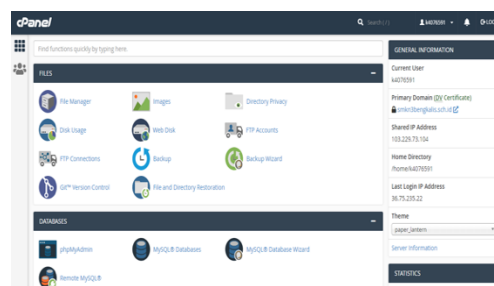 cPanel
Search ( / )
k4076591
LOG
Find functions quickly by typing here.
FILES
File Manager
Images
Directory Privacy
Disk Usage
Web Disk
FTP Accounts
FTP Connections
Backup
Backup Wizard
Git™ Version Control
File and Directory Restoration
DATABASES
phpMyAdmin
MySQL® Databases
MySQL® Database Wizard
Remote MySQL®
GENERAL INFORMATION
Current User
k4076591
Primary Domain (DV Certificate)
smkn3bengkalis.sch.id
Shared IP Address
103.229.73.104
Home Directory
/home/k4076591
Last Login IP Address
36.75.235.22
Theme
paper_lantern
Server Information
STATISTICS